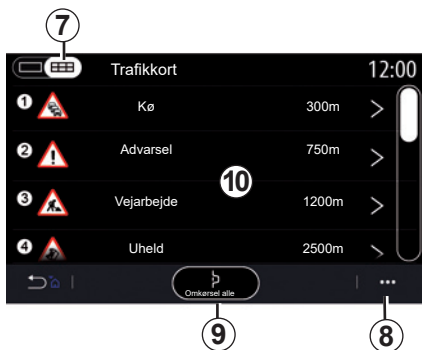 7
Trafikkort 12:00
1 Kø 300m
2 Advarsel 750m
10
3 Vejarbejde 1200m
4 Uheld 2500m
Omkørsel alle
9 8